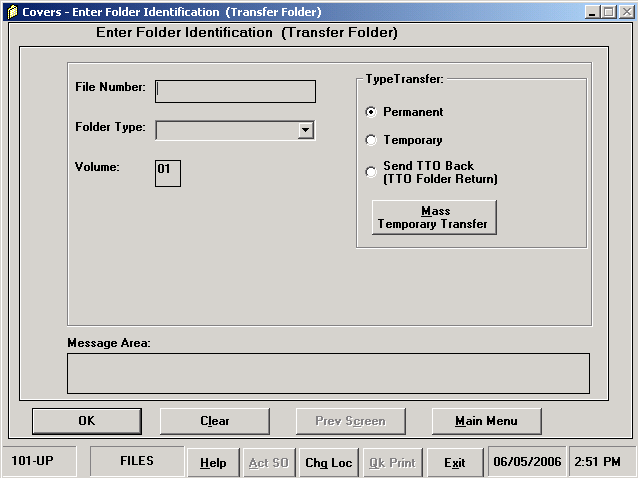 Covers - Enter Folder Identification (Transfer Folder)
Enter Folder Identification (Transfer Folder)
File Number:
Folder Type:
Volume:
01
TypeTransfer:
Permanent
Temporary
Send TTO Back
(TTO Folder Return)
Mass
Temporary Transfer
Message Area:
OK
Clear
Prev Screen
Main Menu
101-UP
FILES
Help
Act SO
Chg Loc
Qk Print
Exit
06/05/2006
2:51 PM